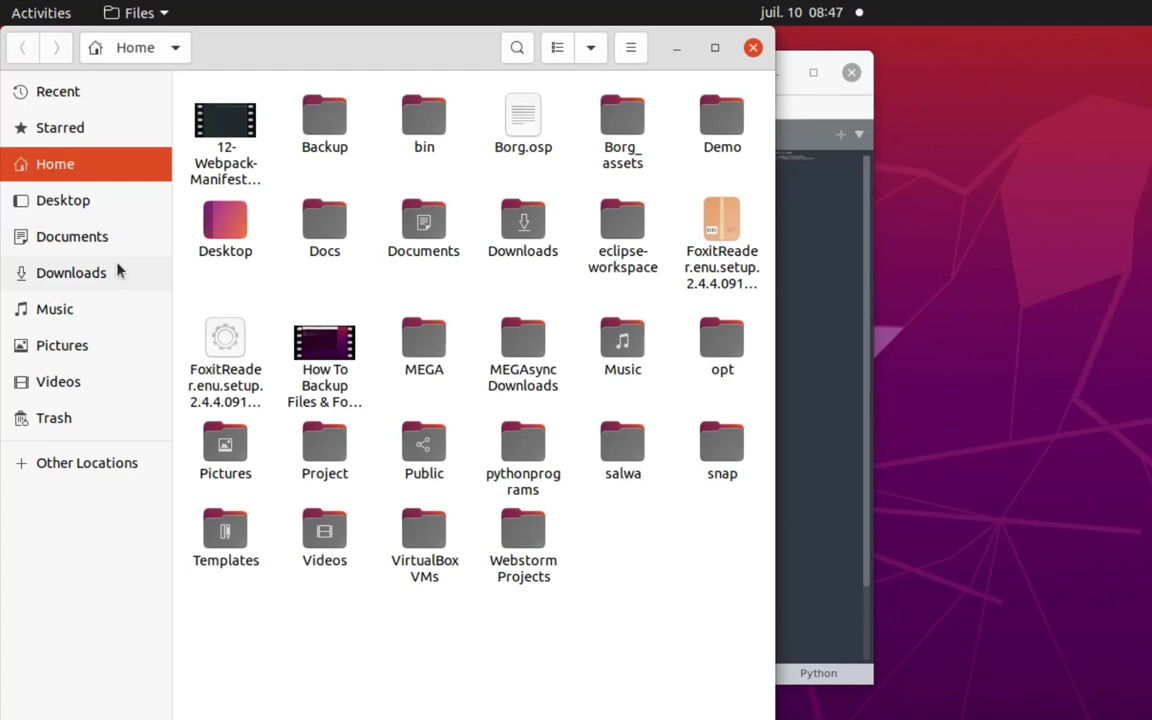 Activities
Files
juil. 10 08:47
Home
Recent
Starred
Home
Desktop
Documents
Downloads
Music
Pictures
Videos
Trash
Other Locations
12-
Webpack-
Manifest…
Backup
bin
Borg.osp
Borg_
assets
Demo
Desktop
Docs
Documents
Downloads
eclipse-
workspace
FoxitReade
r.enu.setup.
2.4.4.091…
FoxitReade
r.enu.setup.
2.4.4.091…
How To
Backup
Files & Fo…
MEGA
MEGAsync
Downloads
Music
opt
Pictures
Project
Public
pythonprog
rams
salwa
snap
Templates
Videos
VirtualBox
VMs
Webstorm
Projects
Python